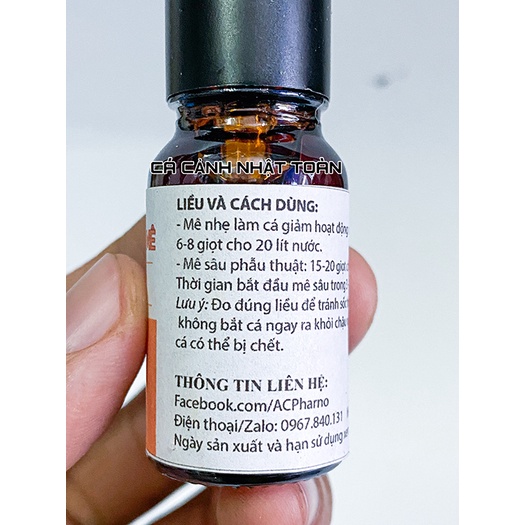 CÁ CẢNH NHẬT TOÀN
LIỀU VÀ CÁCH DÙNG:
- Mê nhẹ làm cá giảm hoạt động
6-8 giọt cho 20 lít nước.
- Mê sâu phẫu thuật: 15-20 giọt
Thời gian bắt đầu mê sâu trong
Lưu ý: Đo đúng liều để tránh sốc
không bắt cá ngay ra khỏi chậu
cá có thể bị chết.
THÔNG TIN LIÊN HỆ:
Facebook.com/ACPharno
Điện thoại/Zalo: 0967.840.131
Ngày sản xuất và hạn sử dụng